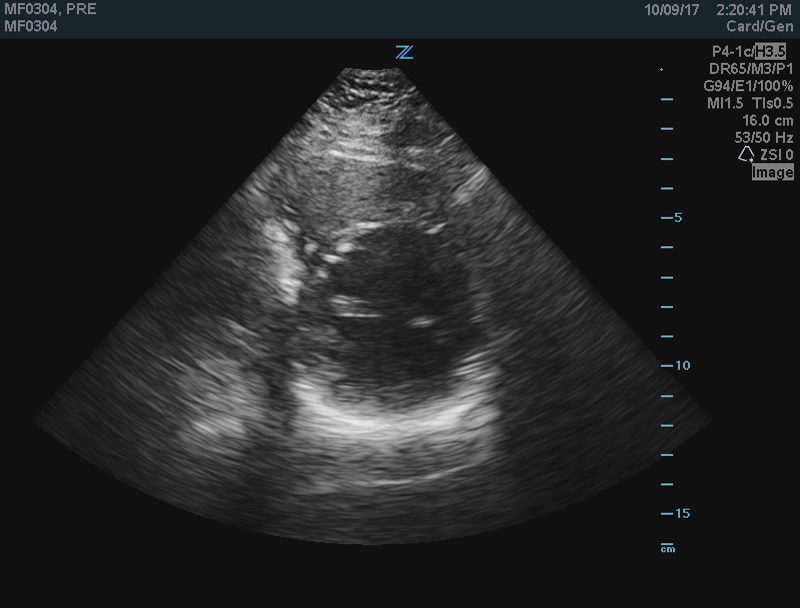 MF0304, PRE 10/09/17 2:20:41 PM
MF0304 Card/Gen
Z
P4-1c/H3.5
DR65/M3/P1
G94/E1/100%
MI1.5 TIs0.5
16.0 cm
53/50 Hz
ZSI 0
Image
5
10
15
cm